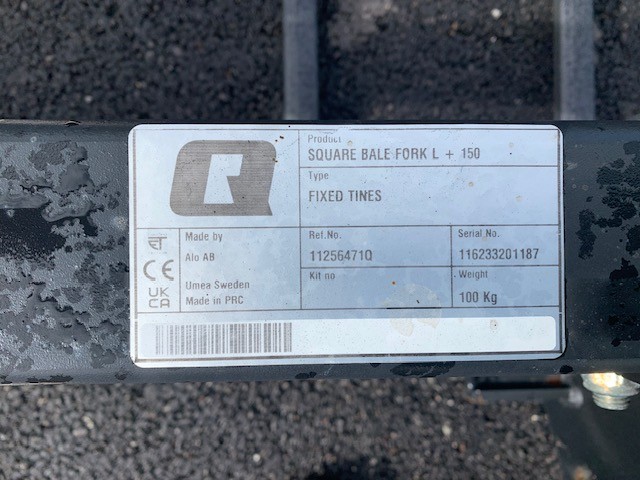 Product
SQUARE BALE FORK L + 150
Type
FIXED TINES
Made by
Alo AB
Umea Sweden
Made in PRC
CE
UK
CA
Ref.No.
11256471Q
Serial No.
116233201187
Kit no
Weight
100 Kg